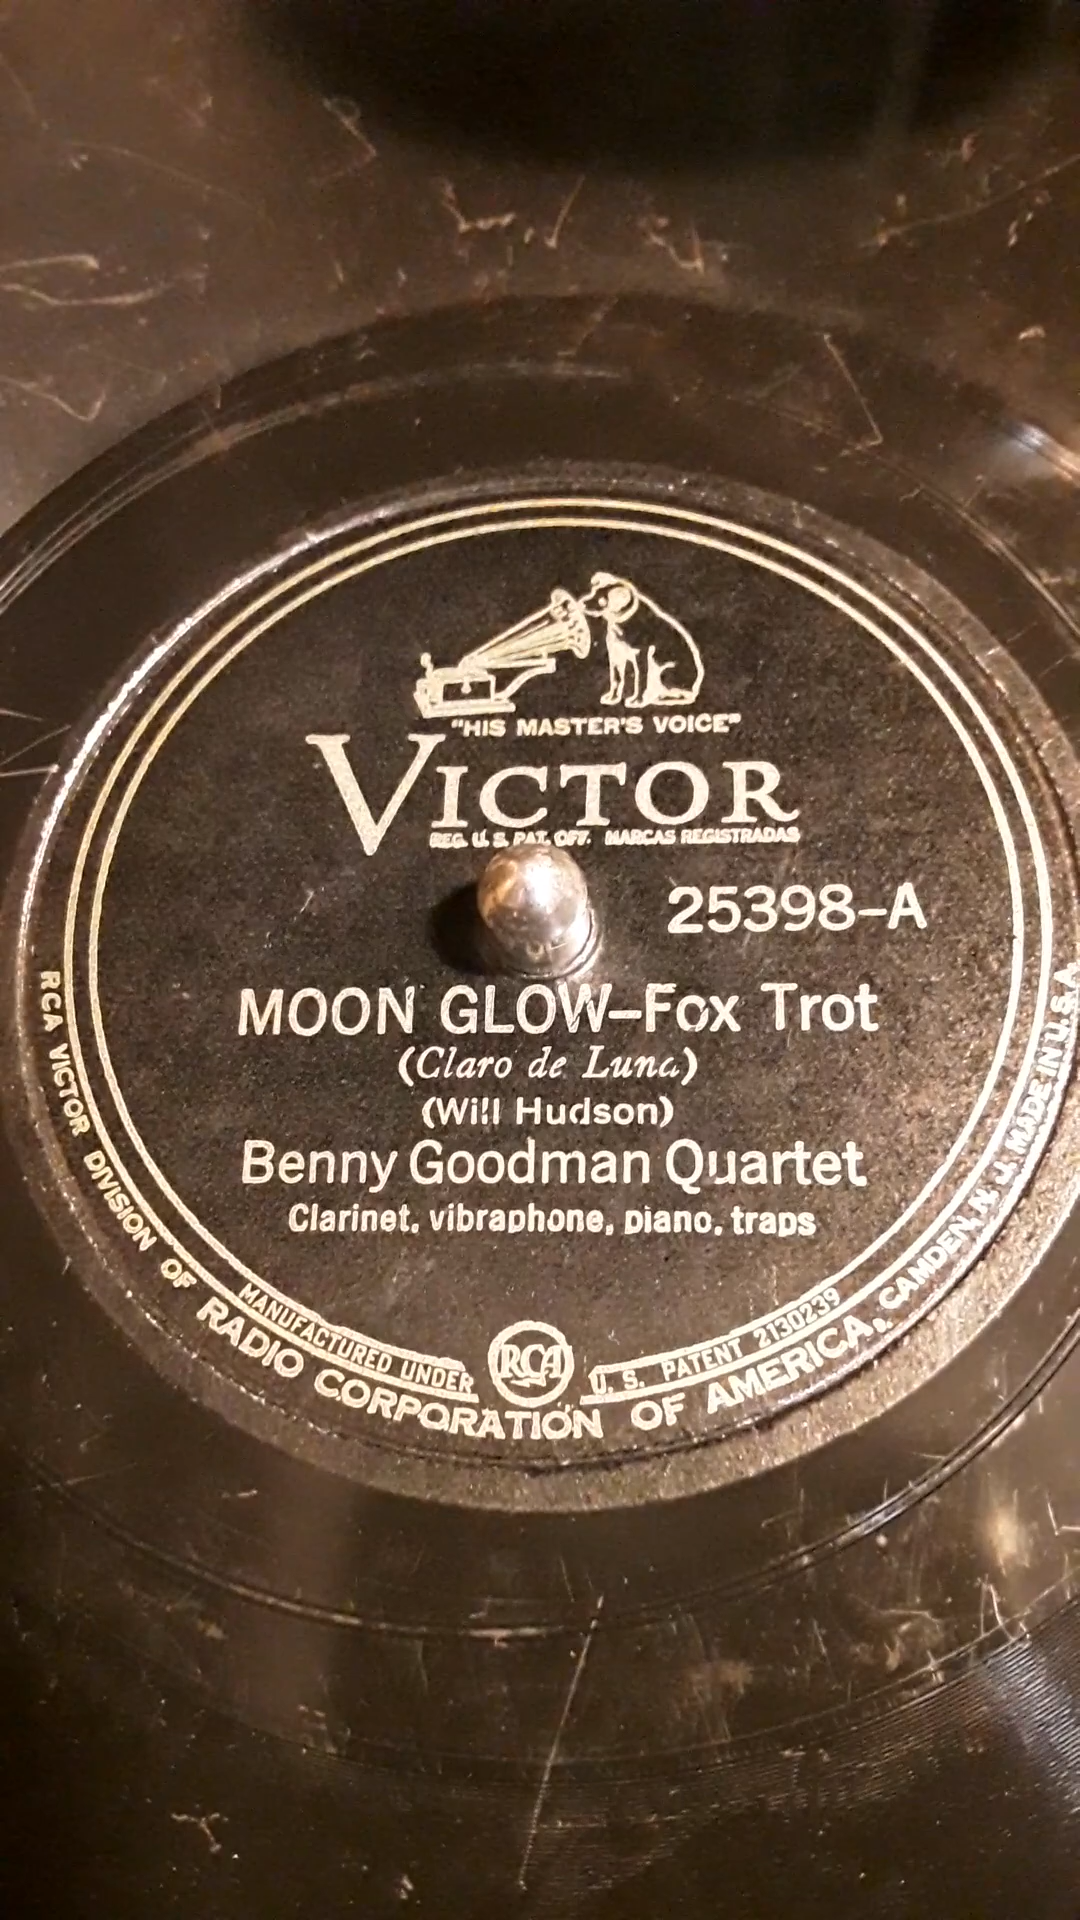 "HIS MASTER'S VOICE"
VICTOR
REG. U. S. PAT. OFF. MARCAS REGISTRADAS
25398-A
MOON GLOW-Fox Trot
(Claro de Luna)
(Will Hudson)
Benny Goodman Quartet
Clarinet, vibraphone, piano, traps
MANUFACTURED UNDER RCA U. S. PATENT 2130239
RCA VICTOR DIVISION OF RADIO CORPORATION OF AMERICA, CAMDEN, N. J. MADE IN U.S.A.